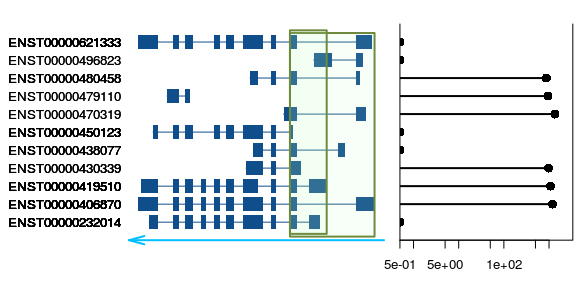 ENST00000621333
ENST00000496823
ENST00000480458
ENST00000479110
ENST00000470319
ENST00000450123
ENST00000438077
ENST00000430339
ENST00000419510
ENST00000406870
ENST00000232014
5e-01 5e+00 1e+02